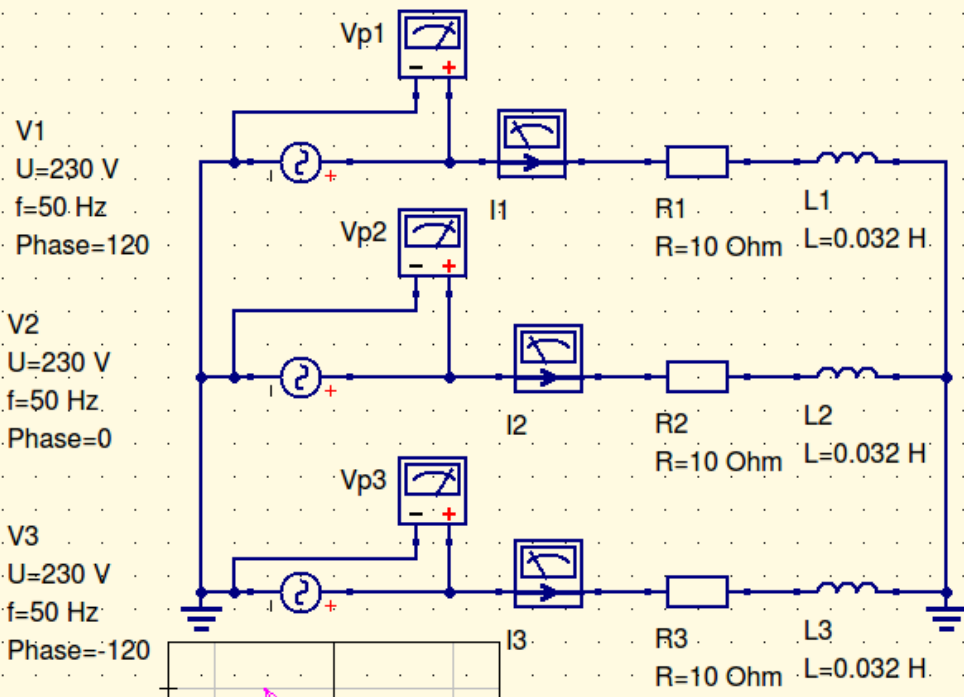 Vp1
− +
V1
U=230 V
f=50 Hz
Phase=120
I1
R1
R=10 Ohm
L1
L=0.032 H
Vp2
− +
V2
U=230 V
f=50 Hz
Phase=0
I2
R2
R=10 Ohm
L2
L=0.032 H
Vp3
− +
V3
U=230 V
f=50 Hz
Phase=-120
I3
R3
R=10 Ohm
L3
L=0.032 H